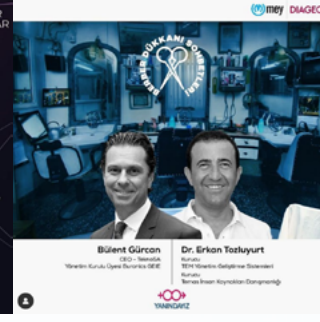 AR
mey | DIAGEO
BERBER DÜKKANI SOHBETLERİ
Bülent Gürcan
CEO - TeknoSA
Yönetim Kurulu Üyesi Euronics GEIE
Dr. Erkan Tozluyurt
Kurucu
TEM Yönetim Geliştirme Sistemleri
Kurucu
Temas İnsan Kaynakları Danışmanlığı
YANINDAYIZ